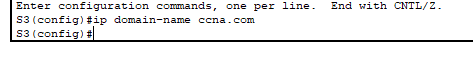 Enter configuration commands, one per line.  End with CNTL/Z.
S3(config)#ip domain-name ccna.com
S3(config)#